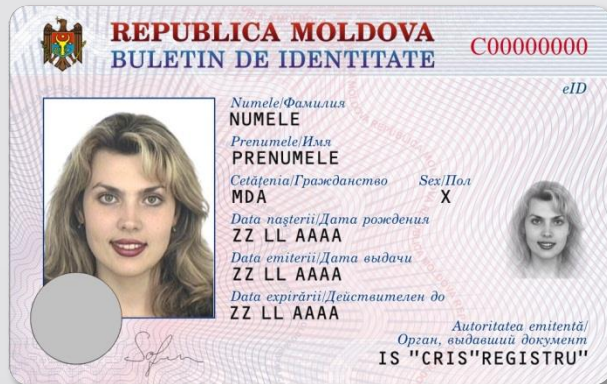 REPUBLICA MOLDOVA
BULETIN DE IDENTITATE
C00000000
eID
Numele/Фамилия
NUMELE
Prenumele/Имя
PRENUMELE
Cetăţenia/Гражданство Sex/Пол
MDA X
Data naşterii/Дата рождения
ZZ LL AAAA
Data emiterii/Дата выдачи
ZZ LL AAAA
Data expirării/Действителен до
ZZ LL AAAA
Autoritatea emitentă/
Орган, выдавший документ
IS "CRIS"REGISTRU"